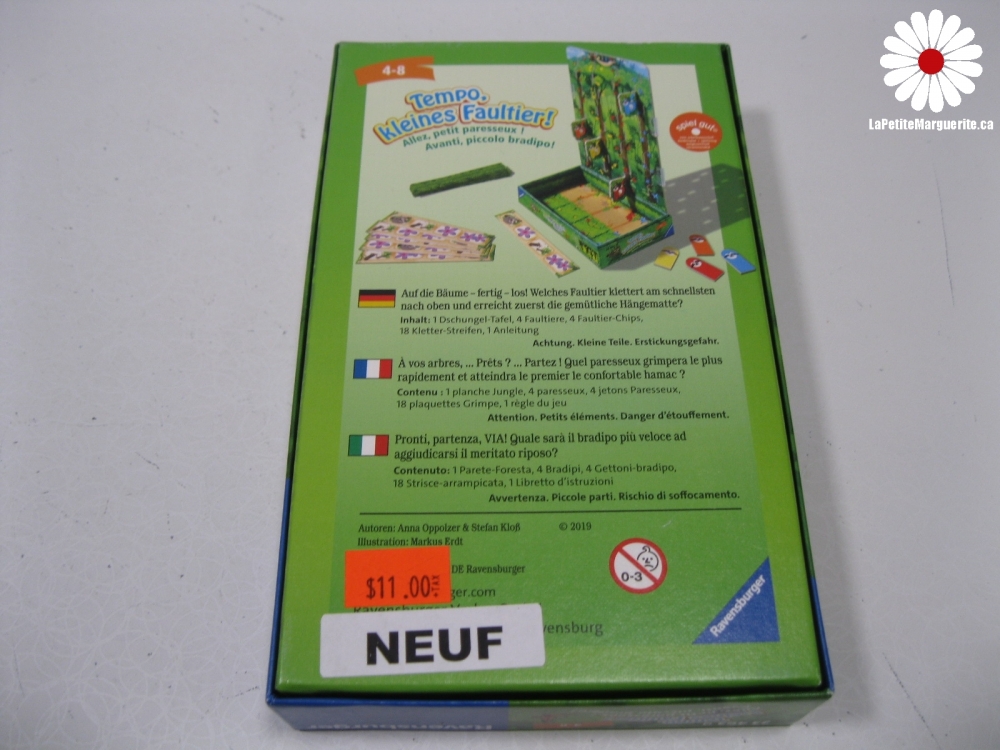 LaPetiteMarguerite.ca
4-8
Tempo,
kleines Faultier!
Allez, petit paresseux !
Avanti, piccolo bradipo!
spiel gut
Auf die Bäume – fertig – los! Welches Faultier klettert am schnellsten
nach oben und erreicht zuerst die gemütliche Hängematte?
Inhalt: 1 Dschungel-Tafel, 4 Faultiere, 4 Faultier-Chips,
18 Kletter-Streifen, 1 Anleitung
Achtung. Kleine Teile. Erstickungsgefahr.
À vos arbres, ... Prêts ? ... Partez ! Quel paresseux grimpera le plus
rapidement et atteindra le premier le confortable hamac ?
Contenu : 1 planche Jungle, 4 paresseux, 4 jetons Paresseux,
18 plaquettes Grimpe, 1 règle du jeu
Attention. Petits éléments. Danger d'étouffement.
Pronti, partenza, VIA! Quale sarà il bradipo più veloce ad
aggiudicarsi il meritato riposo?
Contenuto: 1 Parete-Foresta, 4 Bradipi, 4 Gettoni-bradipo,
18 Strisce-arrampicata, 1 Libretto d'istruzioni
Avvertenza. Piccole parti. Rischio di soffocamento.
Autoren: Anna Oppolzer & Stefan Kloß © 2019
Illustration: Markus Erdt
DE Ravensburger
$11.00 +TAX
ger.com
vensburg
NEUF
0-3
Ravensburger
Ravensburger